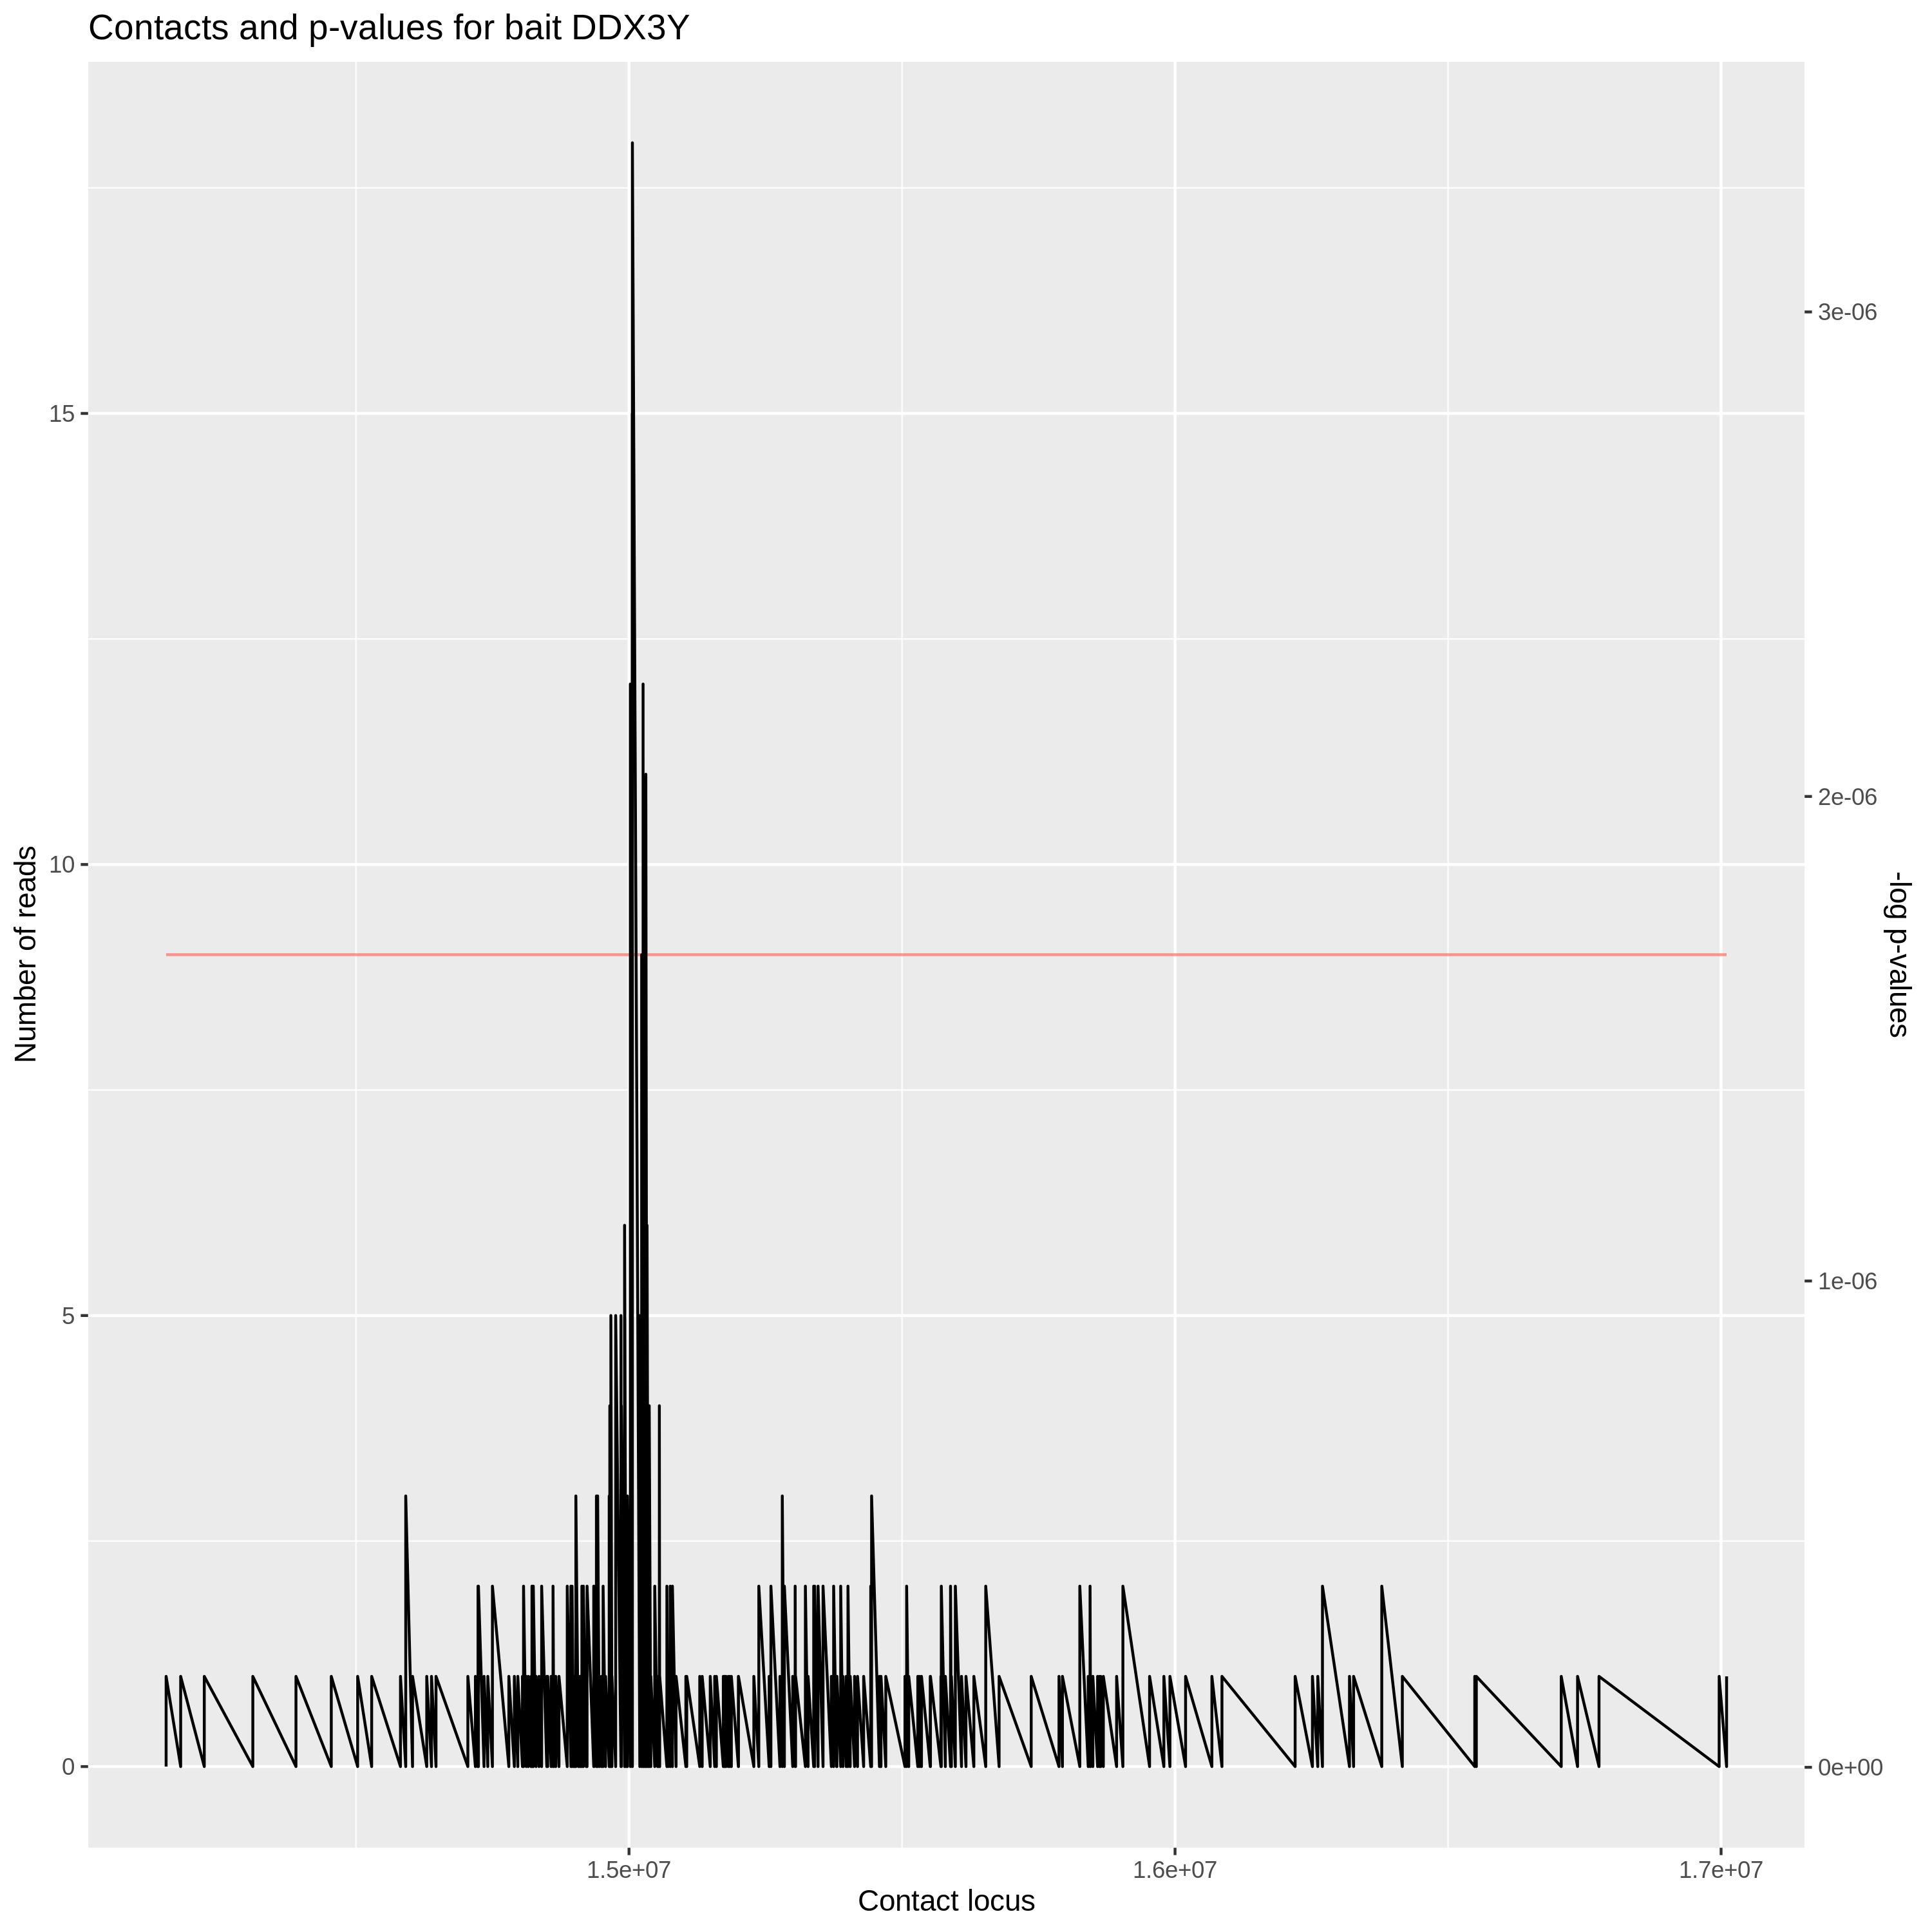 Contacts and p-values for bait DDX3Y
Number of reads
15
10
5
0
3e-06
2e-06
1e-06
0e+00
-log p-values
1.5e+07
1.6e+07
1.7e+07
Contact locus